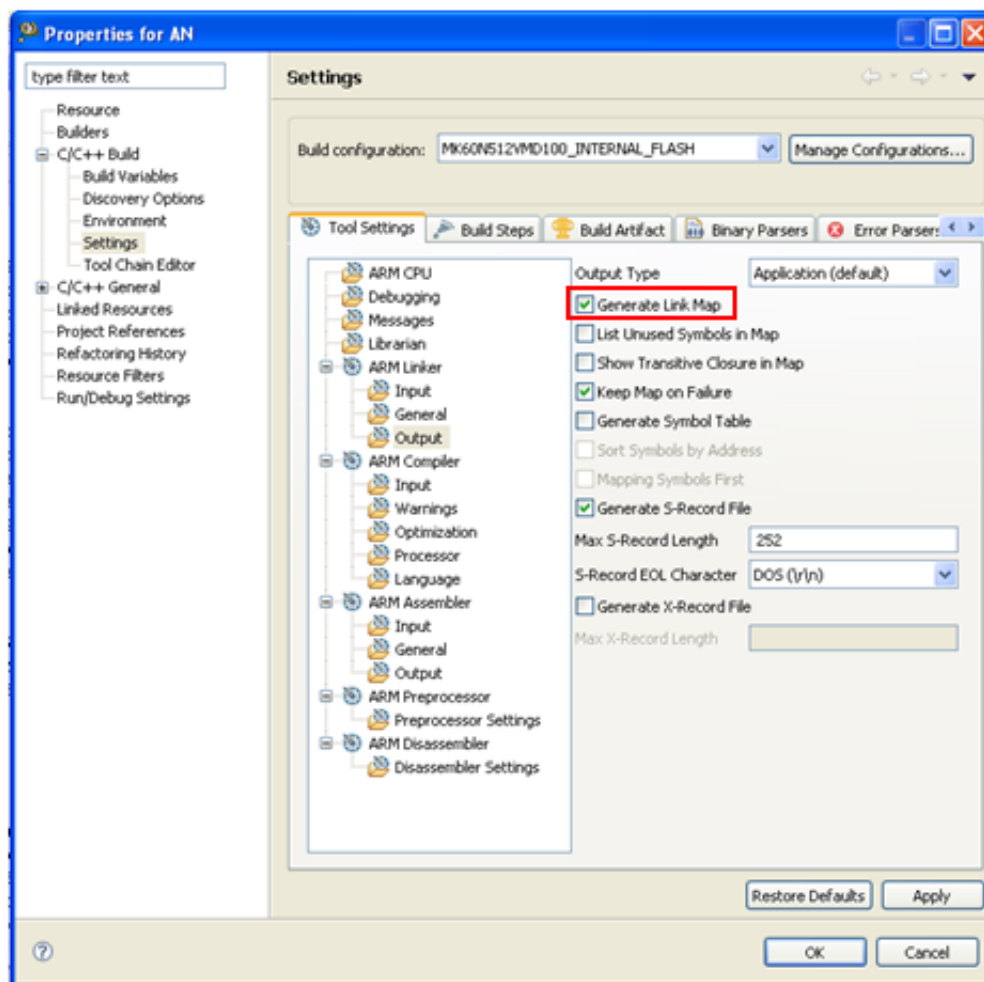 Properties for AN
type filter text
Resource
Builders
C/C++ Build
Build Variables
Discovery Options
Environment
Settings
Tool Chain Editor
C/C++ General
Linked Resources
Project References
Refactoring History
Resource Filters
Run/Debug Settings
Settings
Build configuration: MK60N512VMD100_INTERNAL_FLASH Manage Configurations...
Tool Settings Build Steps Build Artifact Binary Parsers Error Parsers
ARM CPU
Debugging
Messages
Librarian
ARM Linker
Input
General
Output
ARM Compiler
Input
Warnings
Optimization
Processor
Language
ARM Assembler
Input
General
Output
ARM Preprocessor
Preprocessor Settings
ARM Disassembler
Disassembler Settings
Output Type Application (default)
Generate Link Map
List Unused Symbols in Map
Show Transitive Closure in Map
Keep Map on Failure
Generate Symbol Table
Sort Symbols by Address
Mapping Symbols First
Generate S-Record File
Max S-Record Length 252
S-Record EOL Character DOS (\r\n)
Generate X-Record File
Max X-Record Length
Restore Defaults Apply
OK Cancel